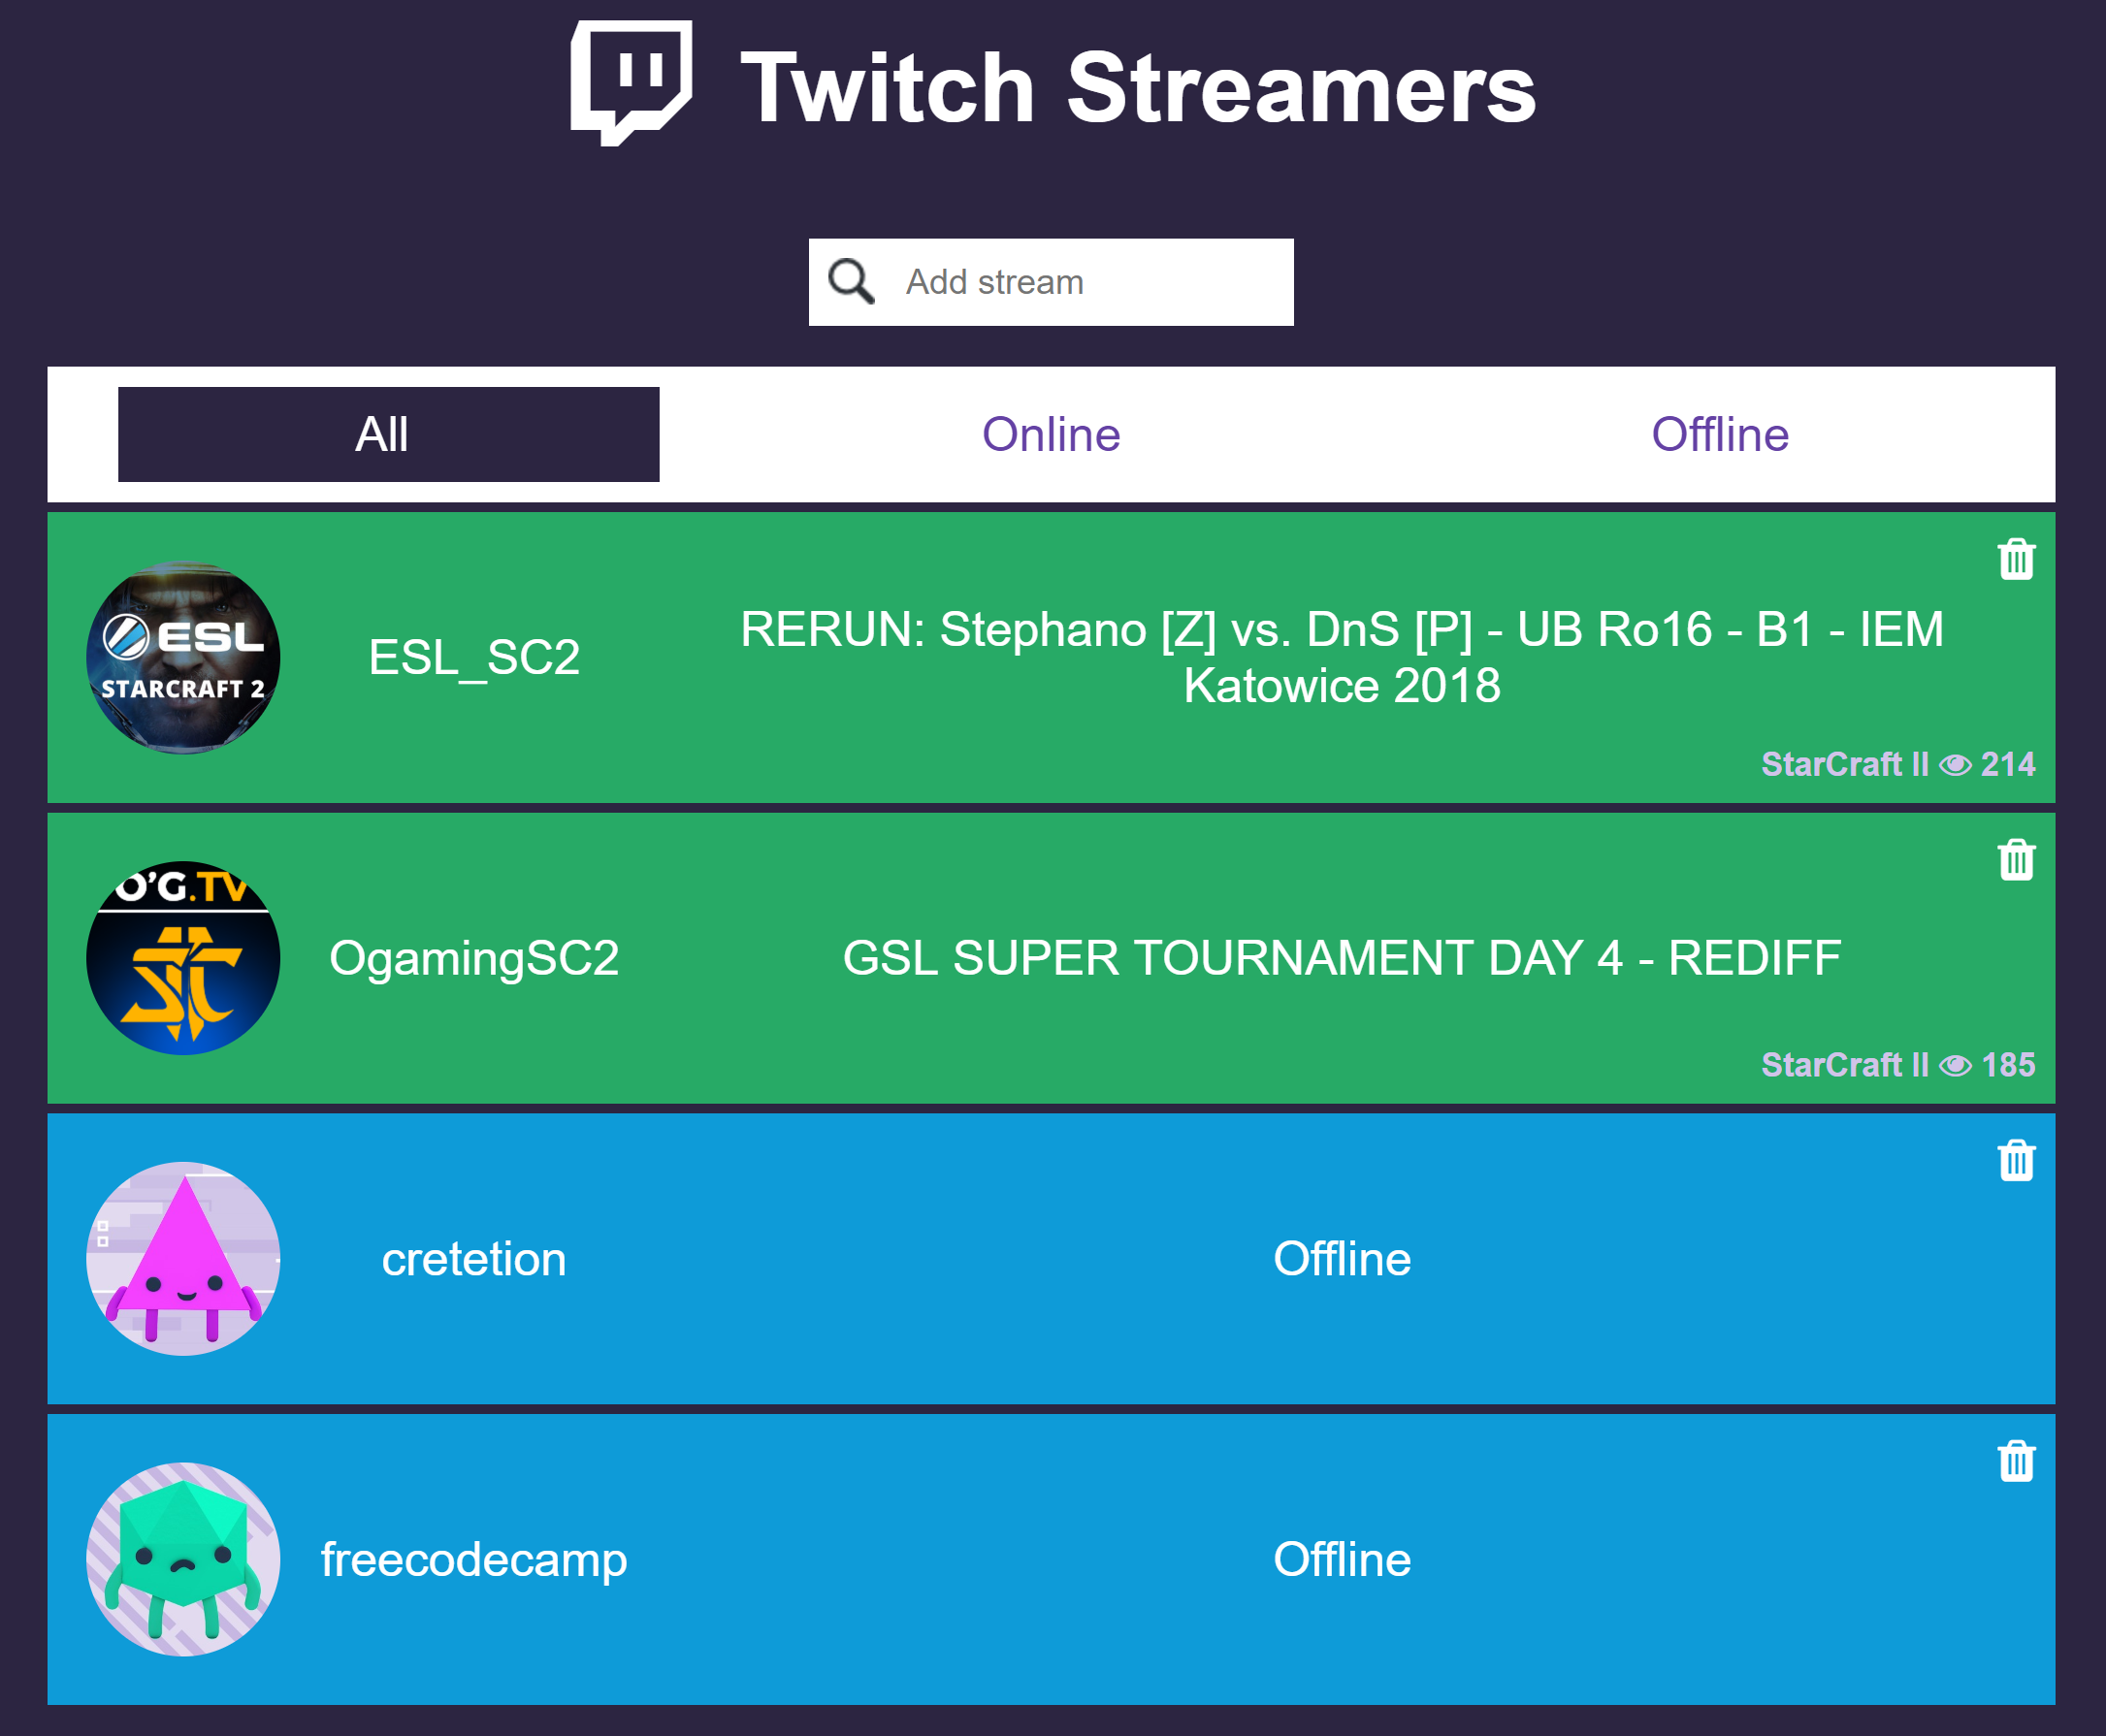 Twitch Streamers
Add stream
All
Online
Offline
ESL
STARCRAFT 2
ESL_SC2
RERUN: Stephano [Z] vs. DnS [P] - UB Ro16 - B1 - IEM
Katowice 2018
StarCraft II 214
O'G.TV
OgamingSC2
GSL SUPER TOURNAMENT DAY 4 - REDIFF
StarCraft II 185
cretetion
Offline
freecodecamp
Offline